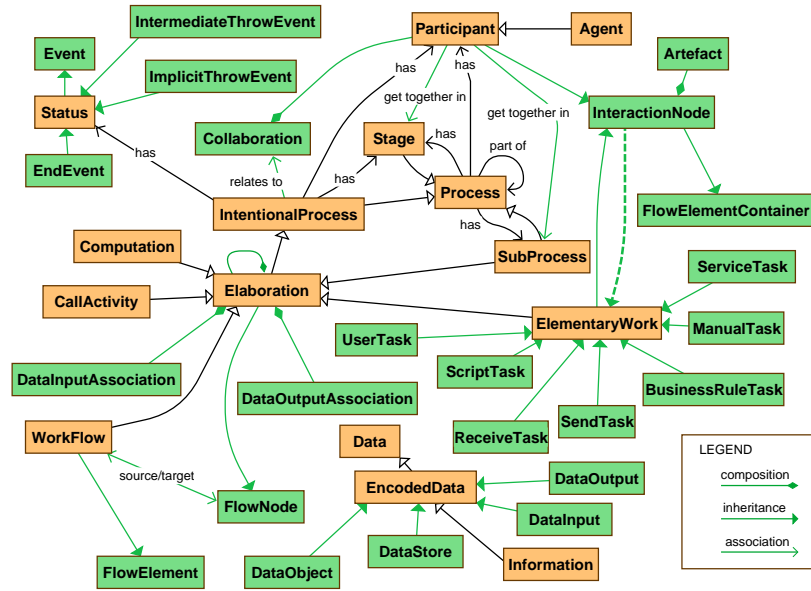 IntermediateThrowEvent
Participant
Agent
Event
Artefact
has
has
ImplicitThrowEvent
get together in
Status
InteractionNode
get together in
Collaboration
Stage
has
part of
has
EndEvent
relates to
has
Process
IntentionalProcess
FlowElementContainer
has
Computation
SubProcess
ServiceTask
CallActivity
Elaboration
ElementaryWork
ManualTask
UserTask
ScriptTask
DataInputAssociation
BusinessRuleTask
DataOutputAssociation
SendTask
WorkFlow
Data
ReceiveTask
LEGEND
source/target
composition
DataOutput
EncodedData
FlowNode
inheritance
DataInput
DataStore
association
Information
FlowElement
DataObject